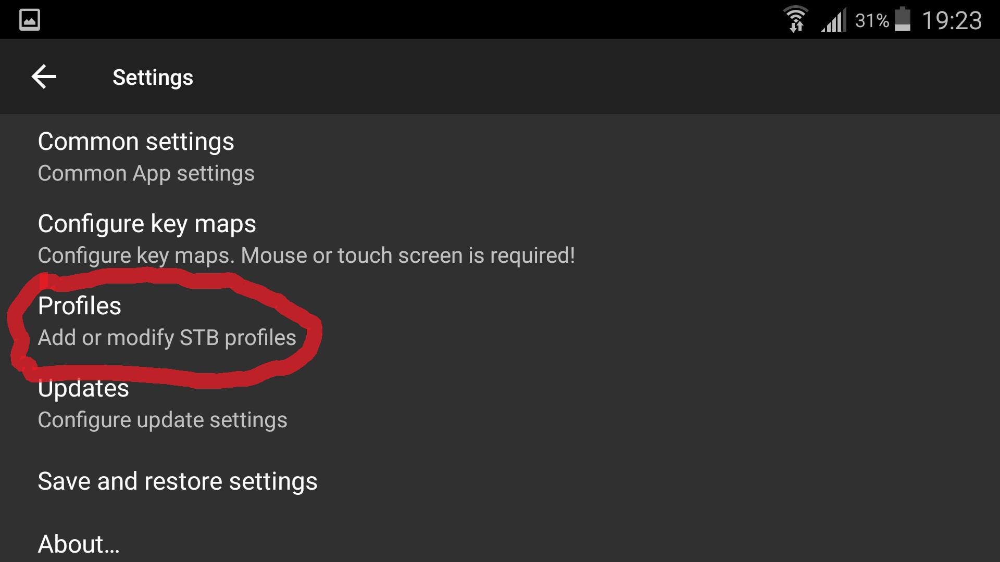 31% 19:23
Settings
Common settings
Common App settings
Configure key maps
Configure key maps. Mouse or touch screen is required!
Profiles
Add or modify STB profiles
Updates
Configure update settings
Save and restore settings
About...